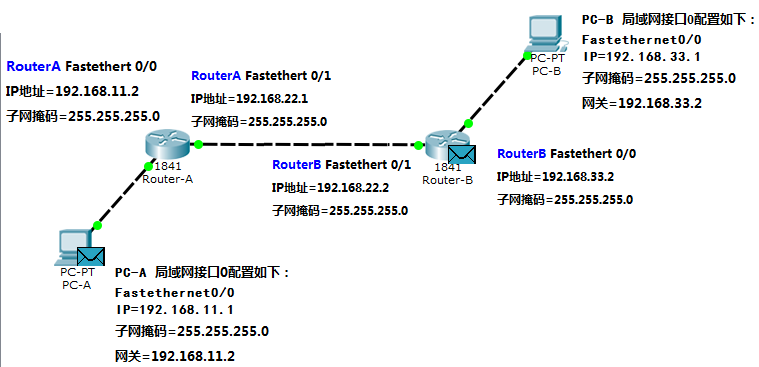 PC-B 局域网接口0配置如下：
Fastethernet0/0
IP=192.168.33.1
子网掩码=255.255.255.0
网关=192.168.33.2
PC-PT
PC-B
RouterA Fastethert 0/0
IP地址=192.168.11.2
子网掩码=255.255.255.0
RouterA Fastethert 0/1
IP地址=192.168.22.1
子网掩码=255.255.255.0
1841
Router-A
RouterB Fastethert 0/1
IP地址=192.168.22.2
子网掩码=255.255.255.0
1841
Router-B
RouterB Fastethert 0/0
IP地址=192.168.33.2
子网掩码=255.255.255.0
PC-PT
PC-A
PC-A 局域网接口0配置如下：
Fastethernet0/0
IP=192.168.11.1
子网掩码=255.255.255.0
网关=192.168.11.2